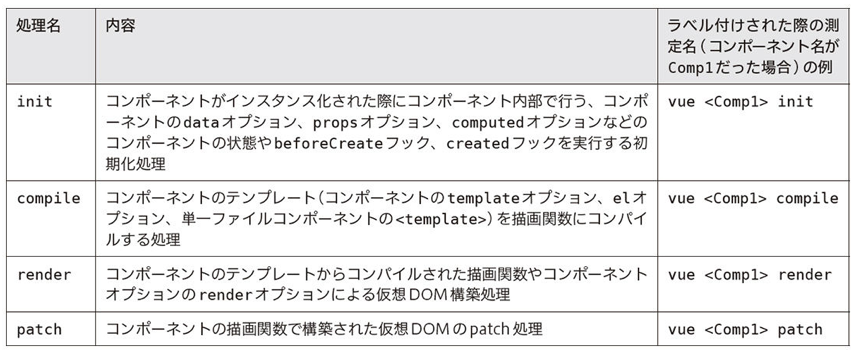 処理名
内容
ラベル付けされた際の測
定名(コンポーネント名が
Comp1だった場合)の例
init
コンポーネントがインスタンス化された際にコンポーネント内部で行う、コンポ
ーネントのdataオプション、propsオプション、computedオプションなどの
コンポーネントの状態やbeforeCreateフック、createdフックを実行する初
期化処理
vue <Comp1> init
compile
コンポーネントのテンプレート(コンポーネントのtemplateオプション、elオ
プション、単一ファイルコンポーネントの<template>)を描画関数にコンパイ
ルする処理
vue <Comp1> compile
render
コンポーネントのテンプレートからコンパイルされた描画関数やコンポーネント
オプションのrenderオプションによる仮想DOM構築処理
vue <Comp1> render
patch
コンポーネントの描画関数で構築された仮想DOMのpatch処理
vue <Comp1> patch